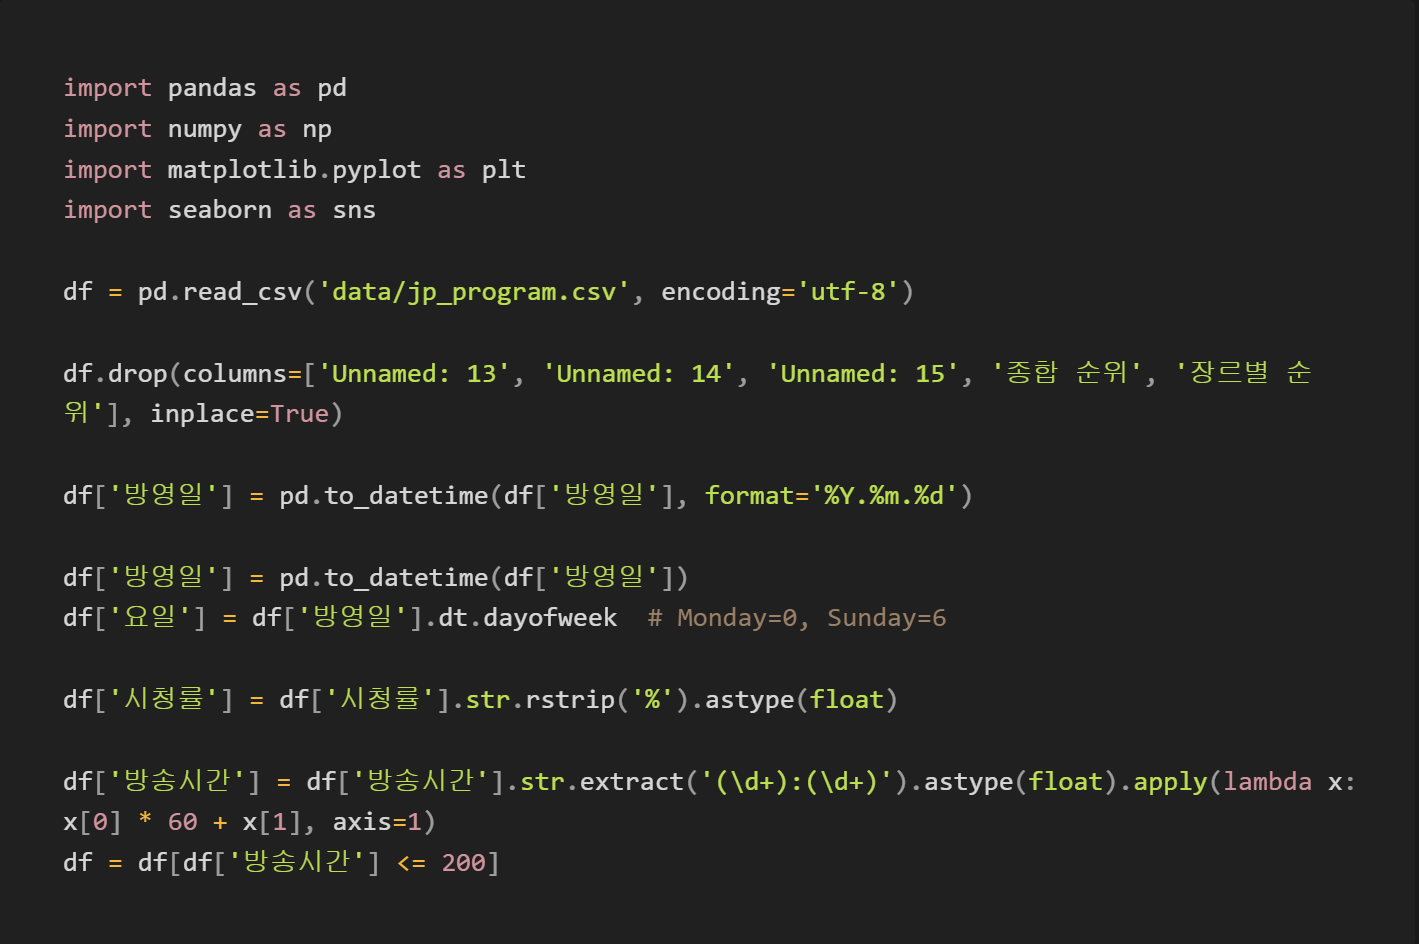 import pandas as pd
import numpy as np
import matplotlib.pyplot as plt
import seaborn as sns
df = pd.read_csv('data/jp_program.csv', encoding='utf-8')
df.drop(columns=['Unnamed: 13', 'Unnamed: 14', 'Unnamed: 15', '종합 순위', '장르별 순
위'], inplace=True)
df['방영일'] = pd.to_datetime(df['방영일'], format='%Y.%m.%d')
df['방영일'] = pd.to_datetime(df['방영일'])
df['요일'] = df['방영일'].dt.dayofweek  # Monday=0, Sunday=6
df['시청률'] = df['시청률'].str.rstrip('%').astype(float)
df['방송시간'] = df['방송시간'].str.extract('(\d+):(\d+)').astype(float).apply(lambda x:
x[0] * 60 + x[1], axis=1)
df = df[df['방송시간'] <= 200]